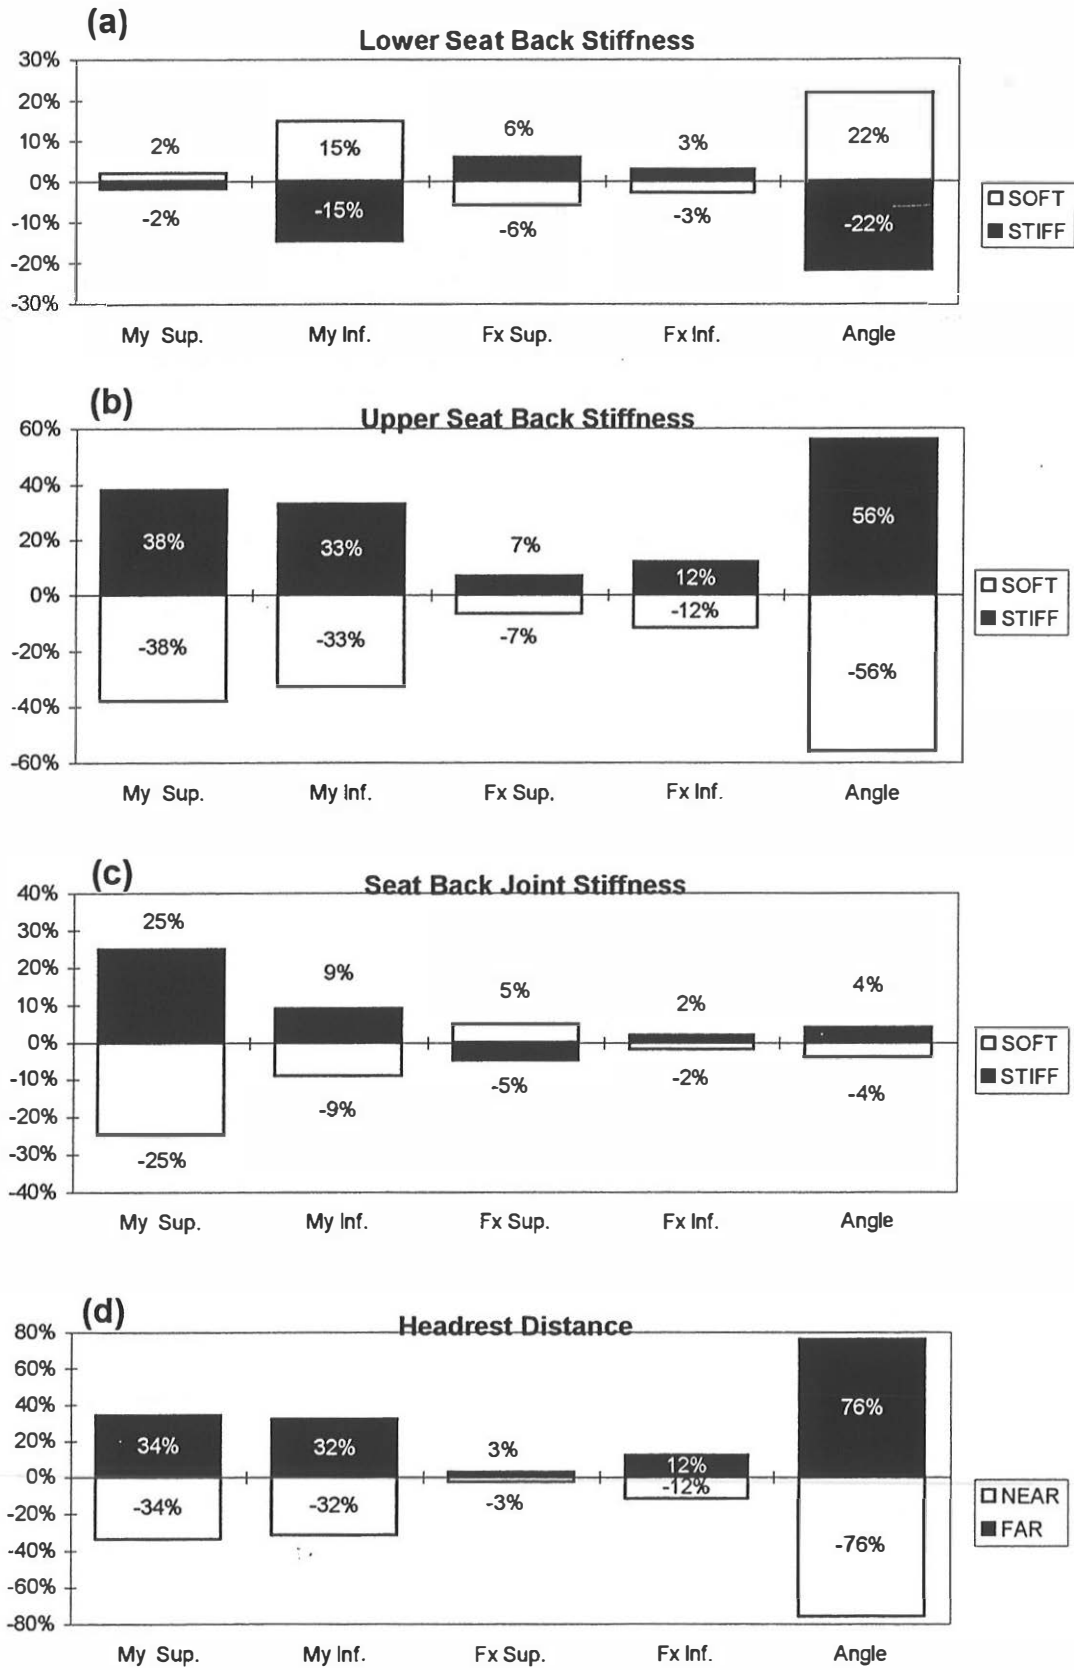 (a)
Lower Seat Back Stiffness
30%
20%
10%
0%
-10%
-20%
-30%
2%
-2%
15%
-15%
6%
-6%
3%
-3%
22%
-22%
SOFT
STIFF
My Sup.
My Inf.
Fx Sup.
Fx Inf.
Angle
(b)
Upper Seat Back Stiffness
60%
40%
20%
0%
-20%
-40%
-60%
38%
-38%
33%
-33%
7%
-7%
12%
-12%
56%
-56%
SOFT
STIFF
My Sup.
My Inf.
Fx Sup.
Fx Inf.
Angle
(c)
Seat Back Joint Stiffness
40%
30%
20%
10%
0%
-10%
-20%
-30%
-40%
25%
-25%
9%
-9%
5%
-5%
2%
-2%
4%
-4%
SOFT
STIFF
My Sup.
My Inf.
Fx Sup.
Fx Inf.
Angle
(d)
Headrest Distance
80%
60%
40%
20%
0%
-20%
-40%
-60%
-80%
34%
-34%
32%
-32%
3%
-3%
12%
-12%
76%
-76%
NEAR
FAR
My Sup.
My Inf.
Fx Sup.
Fx Inf.
Angle